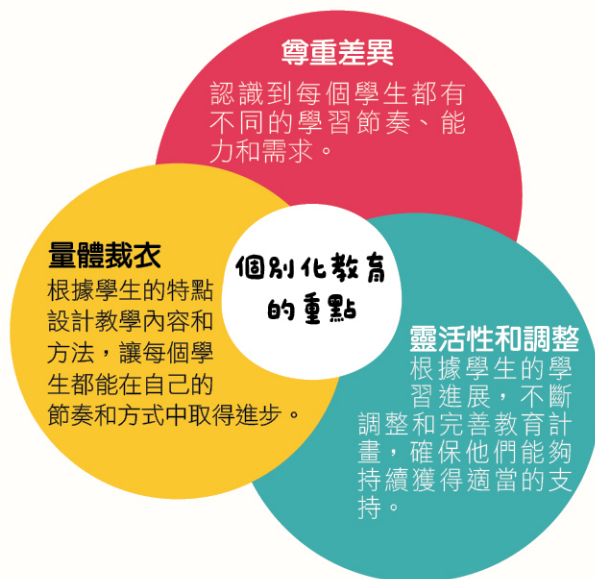 尊重差異
認識到每個學生都有
不同的學習節奏、能
力和需求。
量體裁衣
根據學生的特點
設計教學內容和
方法，讓每個學
生都能在自己的
節奏和方式中取得進步。
個別化教育
的重點
靈活性和調整
根據學生的學
習進展，不斷
調整和完善教育計
畫，確保他們能夠
持續獲得適當的支
持。